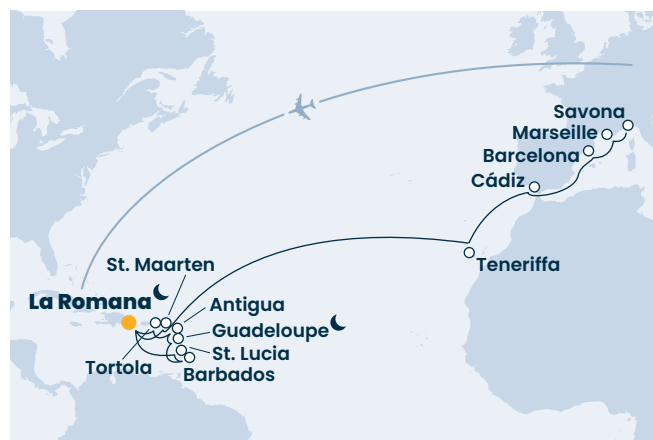 Savona
Marseille
Barcelona
Cádiz
Teneriffa
St. Maarten
La Romana
Antigua
Guadeloupe
St. Lucia
Tortola
Barbados